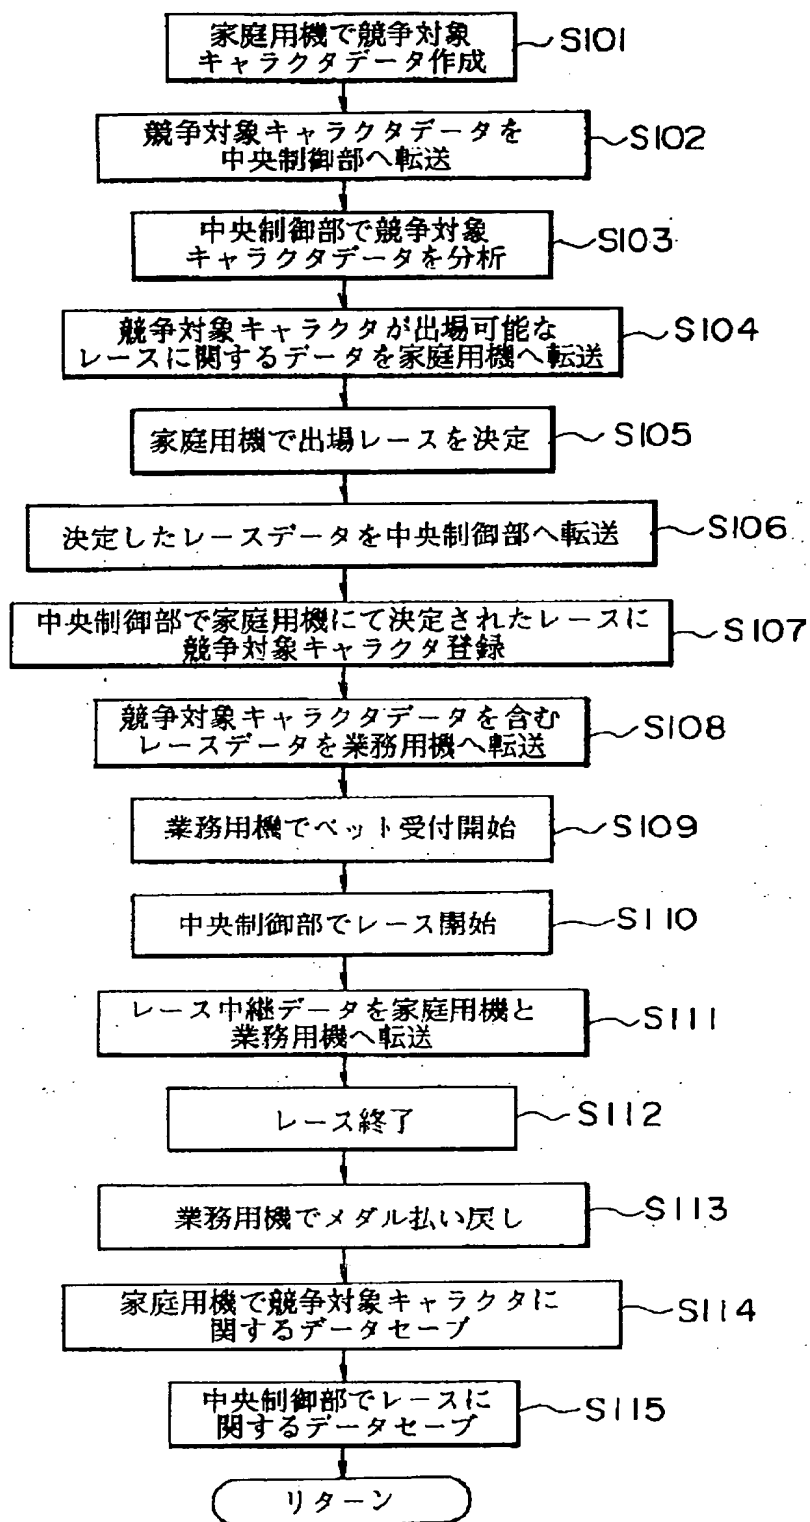 家庭用機で競争対象
キャラクタデータ作成
S101
競争対象キャラクタデータを
中央制御部へ転送
S102
中央制御部で競争対象
キャラクタデータを分析
S103
競争対象キャラクタが出場可能な
レースに関するデータを家庭用機へ転送
S104
家庭用機で出場レースを決定
S105
決定したレースデータを中央制御部へ転送
S106
中央制御部で家庭用機にて決定されたレースに
競争対象キャラクタ登録
S107
競争対象キャラクタデータを含む
レースデータを業務用機へ転送
S108
業務用機でベット受付開始
S109
中央制御部でレース開始
S110
レース中継データを家庭用機と
業務用機へ転送
S111
レース終了
S112
業務用機でメダル払い戻し
S113
家庭用機で競争対象キャラクタに
関するデータセーブ
S114
中央制御部でレースに
関するデータセーブ
S115
リターン